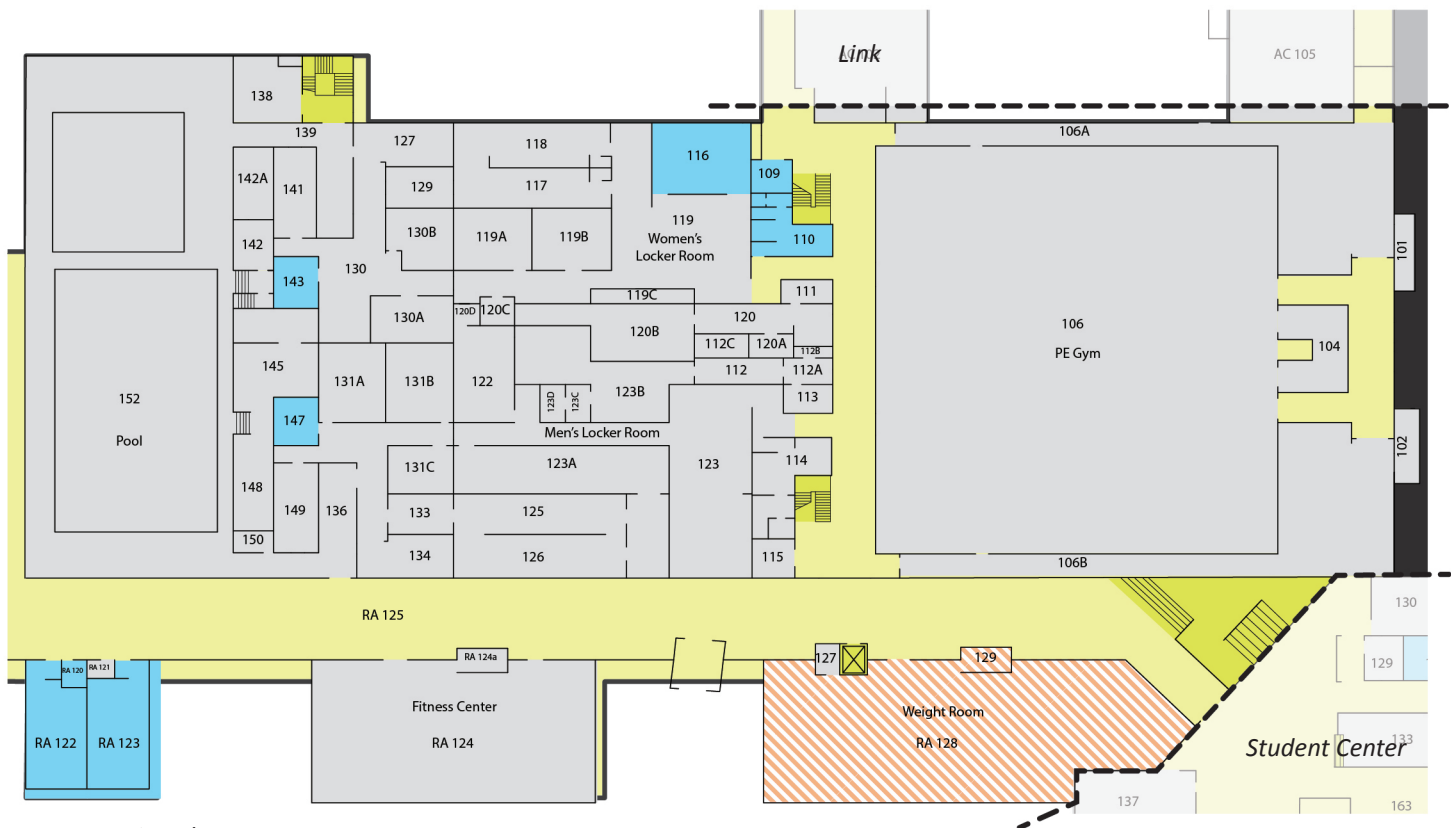 Link
AC 105
138
139
127
118
116
109
106A
142A
141
129
117
130B
119A
119B
119
Women's
Locker Room
110
142
130
143
101
111
119C
130A
120D
120C
120B
120
106
PE Gym
104
112C
120A
112B
145
112
112A
131A
131B
122
123B
113
152
Pool
147
123D
123C
Men's Locker Room
102
131C
123A
123
114
148
149
136
133
125
150
134
126
115
106B
RA 125
130
RA 120
RA 121
RA 124a
127
129
129
Fitness Center
Weight Room
RA 122
RA 123
RA 124
RA 128
133
Student Center
137
163